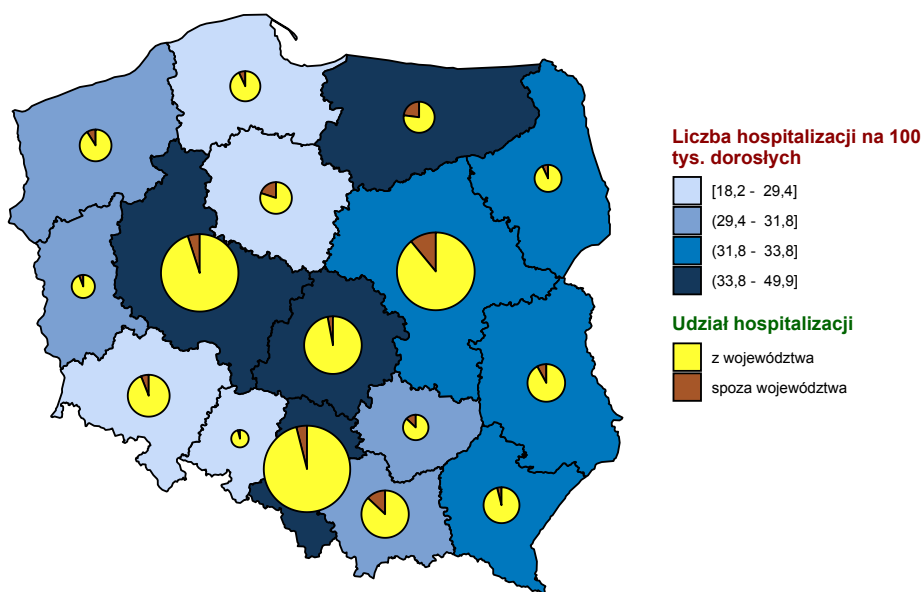 Liczba hospitalizacji na 100
tys. dorosłych
[18,2 - 29,4]
(29,4 - 31,8]
(31,8 - 33,8]
(33,8 - 49,9]
Udział hospitalizacji
z województwa
spoza województwa